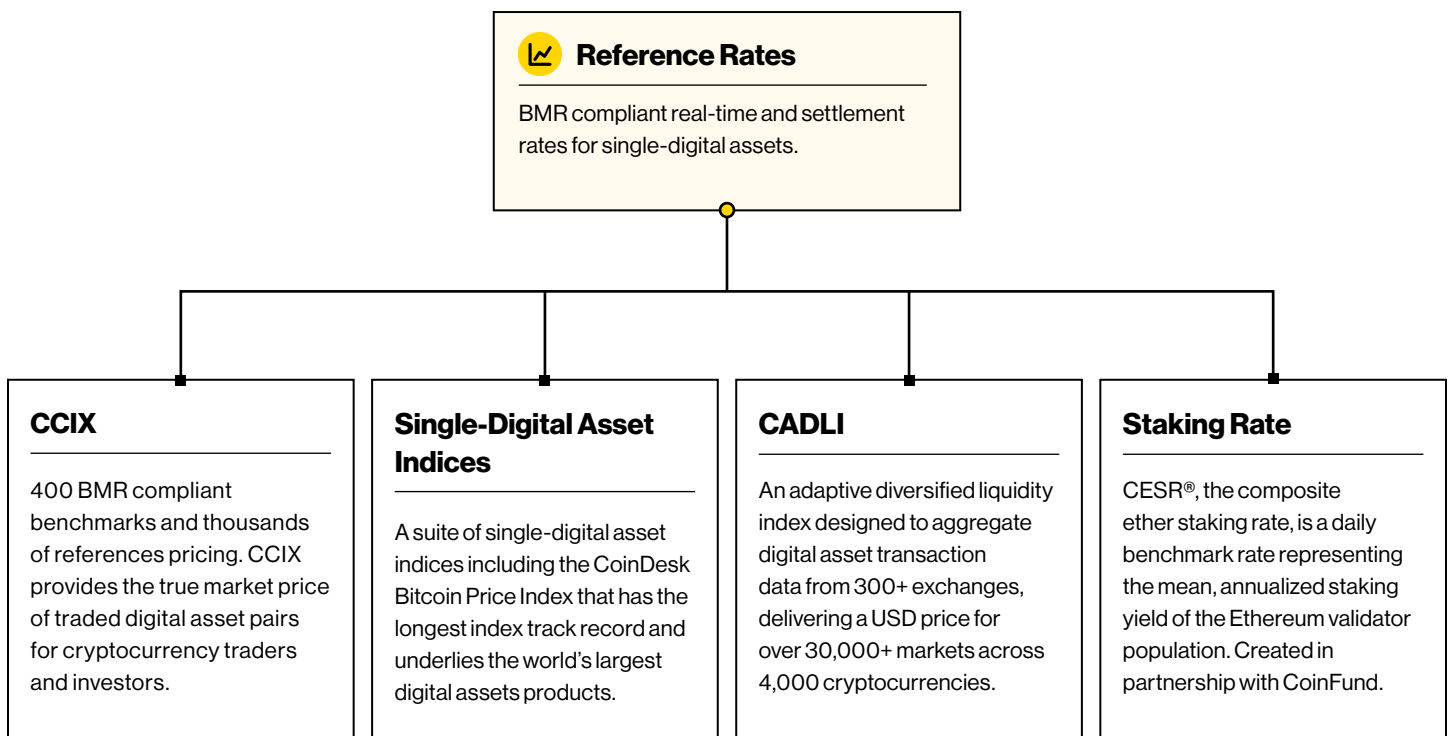 Reference Rates
BMR compliant real-time and settlement
rates for single-digital assets.
CCIX
400 BMR compliant
benchmarks and thousands
of references pricing. CCIX
provides the true market price
of traded digital asset pairs
for cryptocurrency traders
and investors.
Single-Digital Asset
Indices
A suite of single-digital asset
indices including the CoinDesk
Bitcoin Price Index that has the
longest index track record and
underlies the world’s largest
digital assets products.
CADLI
An adaptive diversified liquidity
index designed to aggregate
digital asset transaction
data from 300+ exchanges,
delivering a USD price for
over 30,000+ markets across
4,000 cryptocurrencies.
Staking Rate
CESR®, the composite
ether staking rate, is a daily
benchmark rate representing
the mean, annualized staking
yield of the Ethereum validator
population. Created in
partnership with CoinFund.